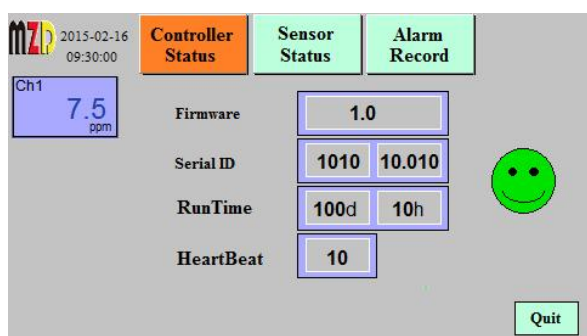 MZD
2015-02-16
09:30:00
Controller
Status
Sensor
Status
Alarm
Record
Ch1
7.5
ppm
Firmware 1.0
Serial ID 1010 10.010
RunTime 100d 10h
HeartBeat 10
Quit